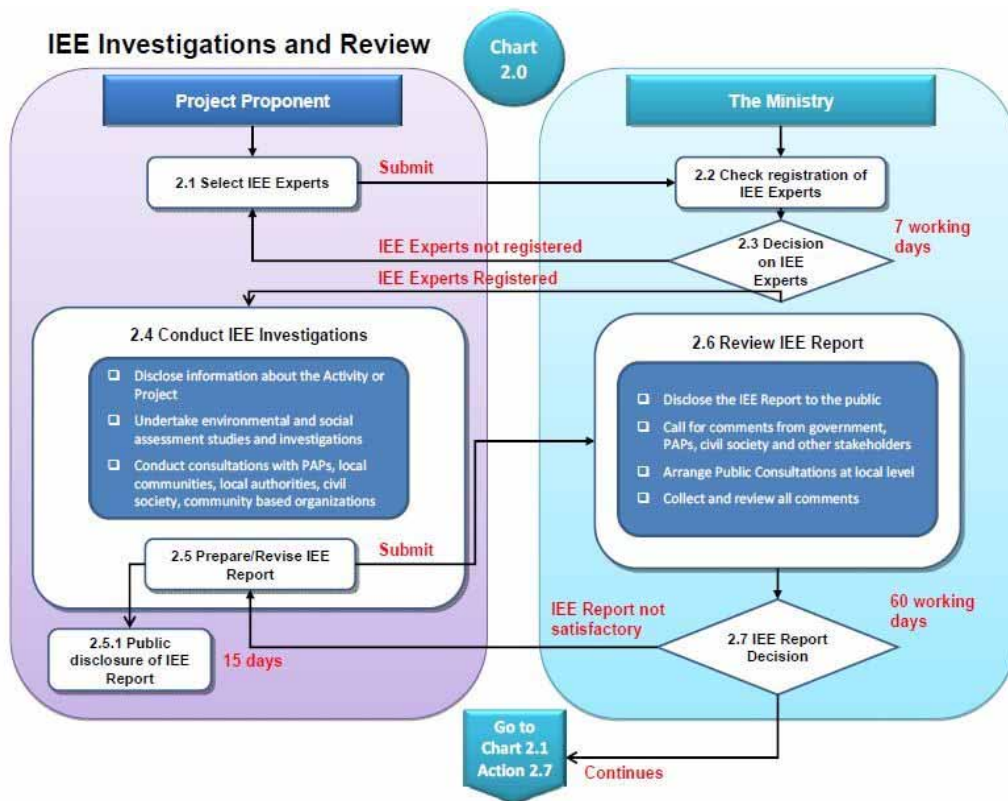 IEE Investigations and Review
Chart
2.0
Project Proponent
The Ministry
2.1 Select IEE Experts
Submit
2.2 Check registration of
IEE Experts
IEE Experts not registered
2.3 Decision
on IEE
Experts
7 working
days
IEE Experts Registered
2.4 Conduct IEE Investigations
Disclose information about the Activity or
Project
Undertake environmental and social
assessment studies and investigations
Conduct consultations with PAPs, local
communities, local authorities, civil
society, community based organizations
2.5 Prepare/Revise IEE
Report
Submit
2.6 Review IEE Report
Disclose the IEE Report to the public
Call for comments from government,
PAPs, civil society and other stakeholders
Arrange Public Consultations at local level
Collect and review all comments
2.5.1 Public
disclosure of IEE
Report
15 days
IEE Report not
satisfactory
2.7 IEE Report
Decision
60 working
days
Go to
Chart 2.1
Action 2.7
Continues